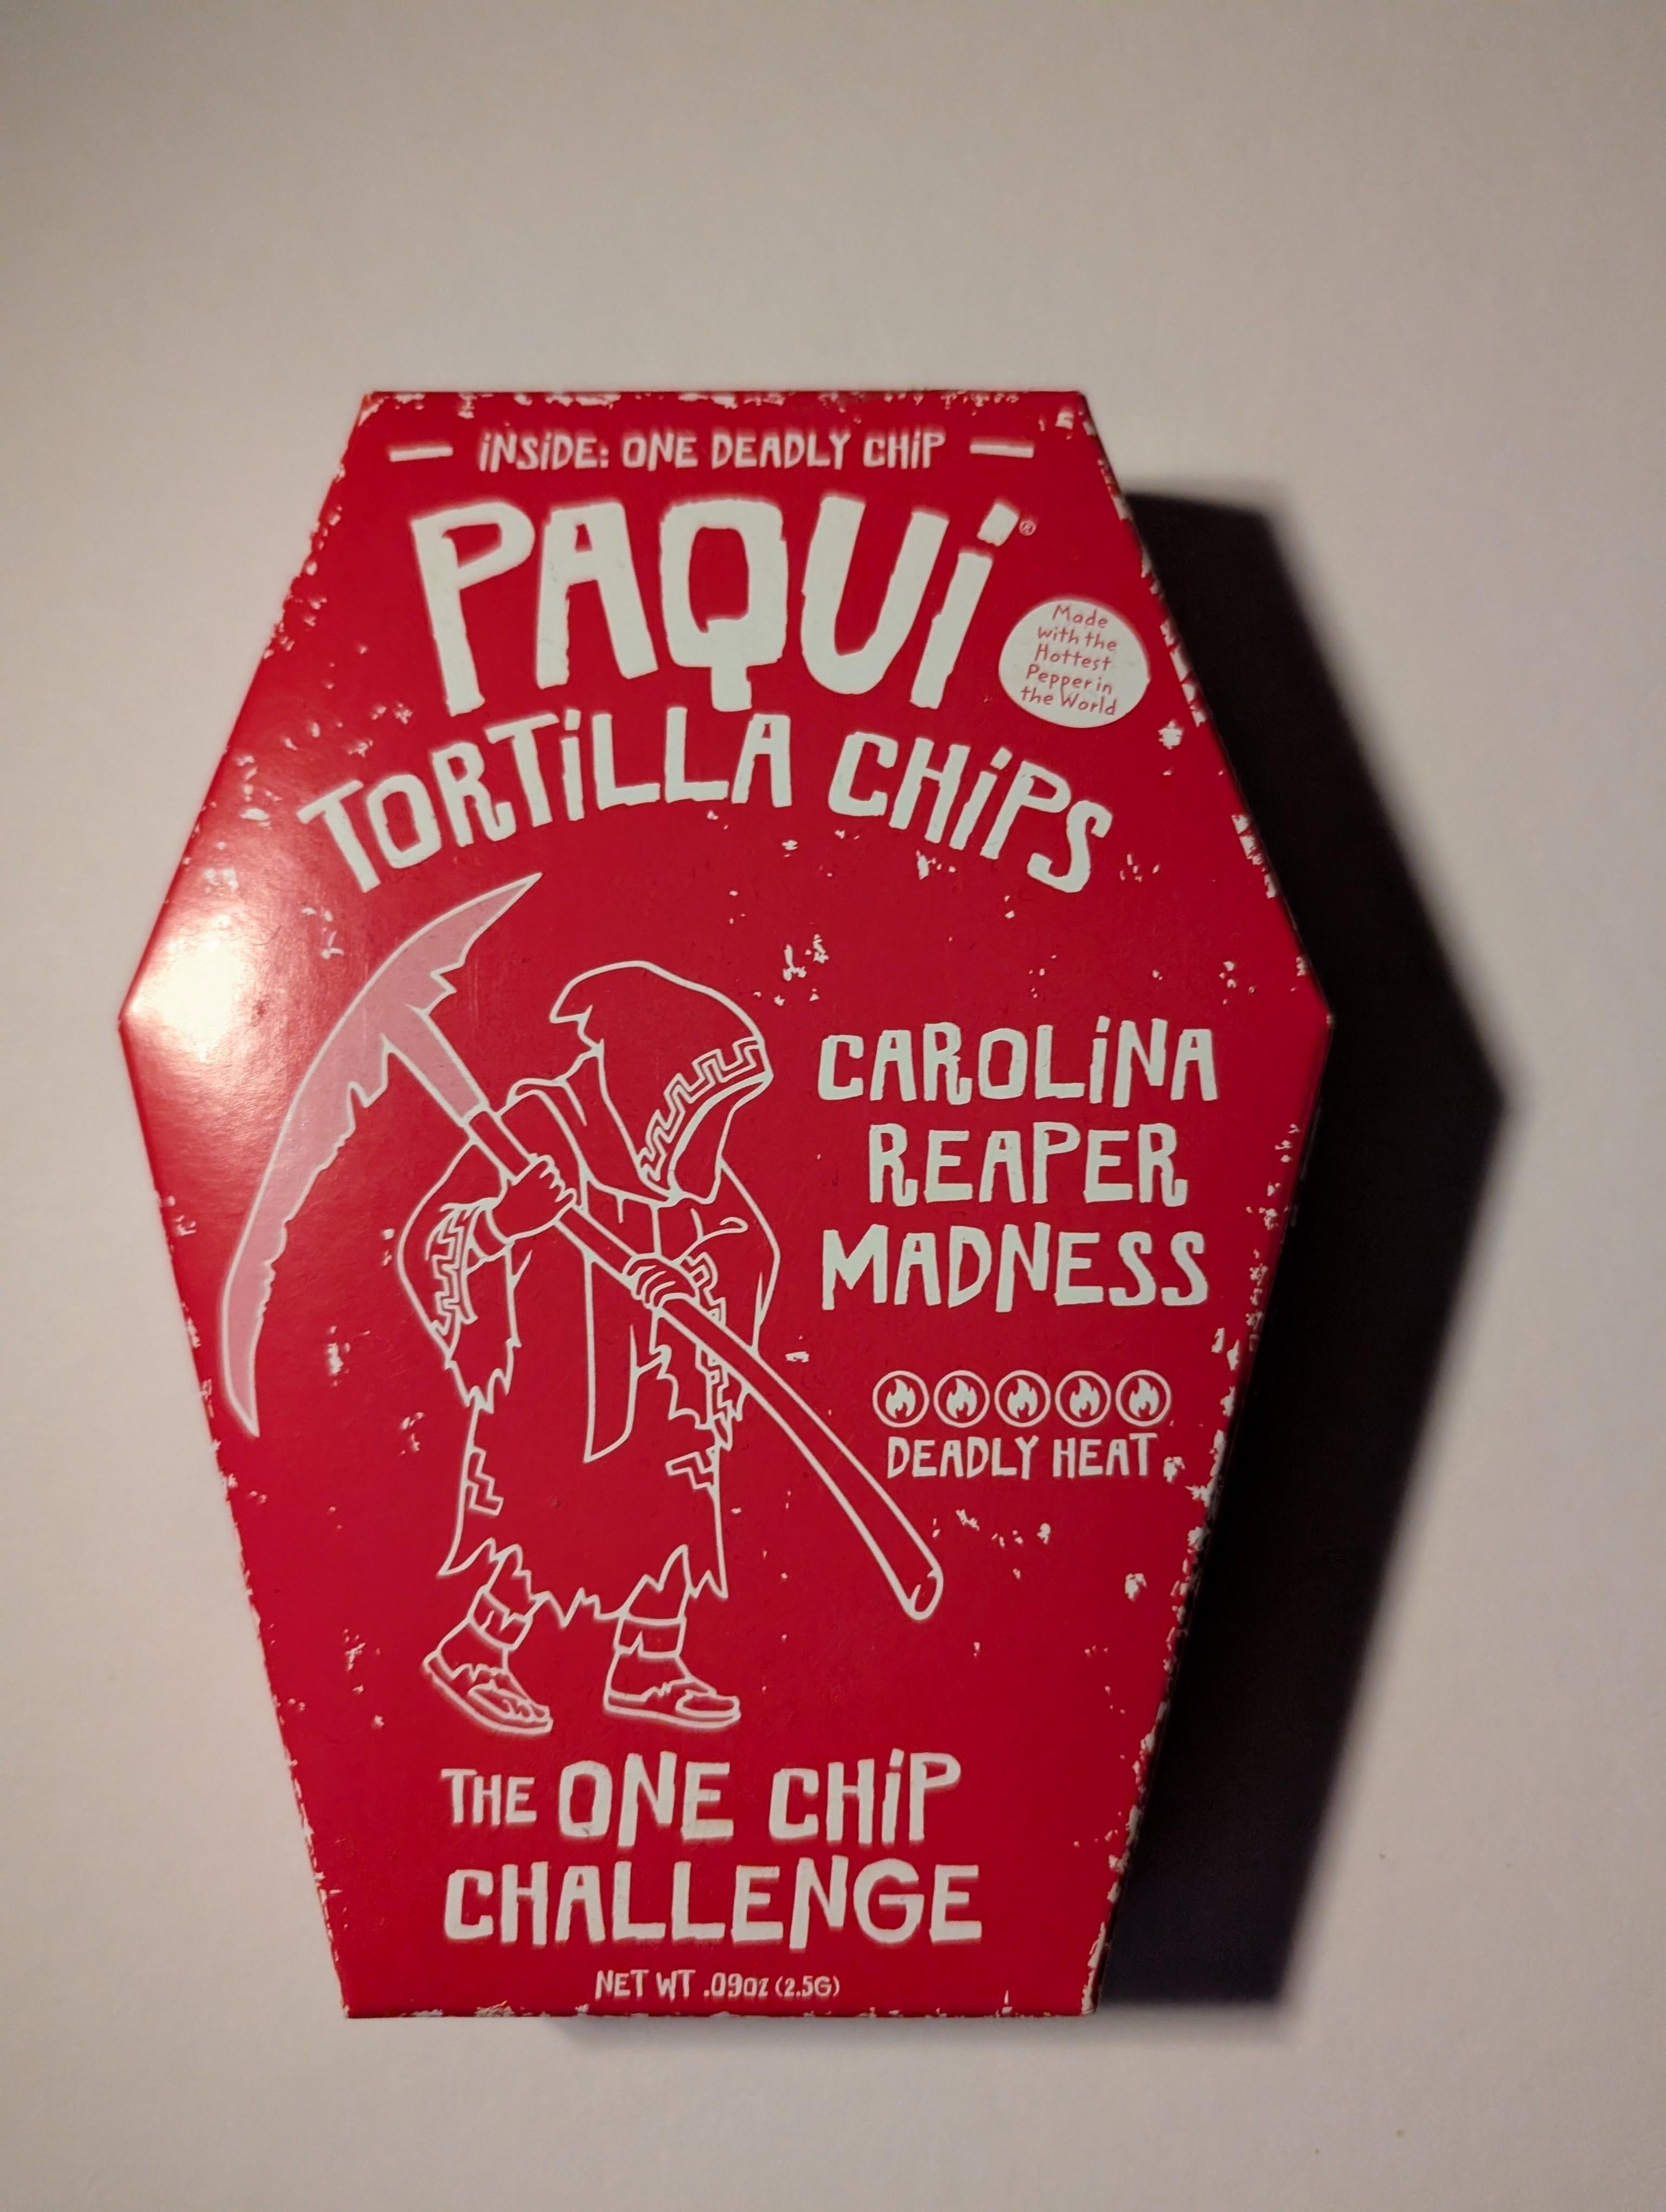 INSIDE: ONE DEADLY CHIP
PAQUI®
Made
with the
Hottest
Pepper in
the World
TORTILLA CHIPS
CAROLINA
REAPER
MADNESS
DEADLY HEAT
THE ONE CHIP
CHALLENGE
NET WT .09OZ (2.5G)